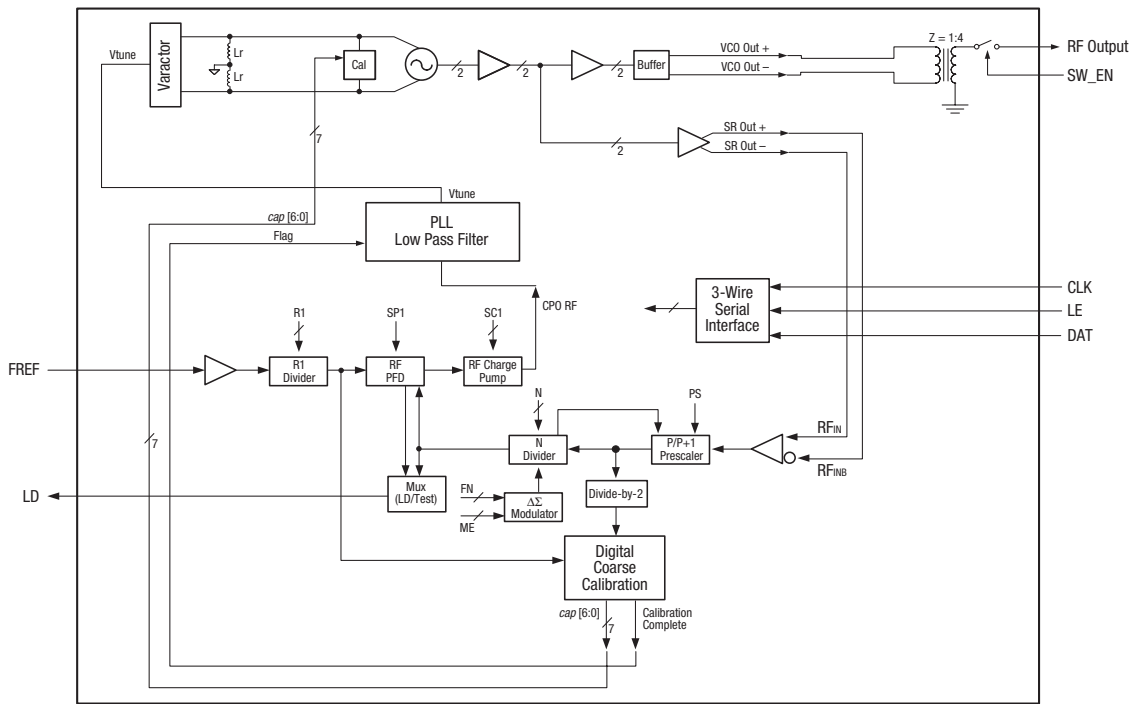 Vtune
Varactor
Lr
Lr
Cal
2
2
2
Buffer
VCO Out +
VCO Out –
Z = 1:4
RF Output
SW_EN
7
2
SR Out +
SR Out –
Vtune
cap [6:0]
PLL
Low Pass Filter
Flag
CPO RF
3-Wire
Serial
Interface
CLK
LE
DAT
R1
SP1
SC1
FREF
R1
Divider
RF
PFD
RF Charge
Pump
N
PS
7
N
Divider
P/P+1
Prescaler
RFIN
RFINB
LD
Mux
(LD/Test)
FN
ME
ΔΣ
Modulator
Divide-by-2
Digital
Coarse
Calibration
cap [6:0]
7
Calibration
Complete